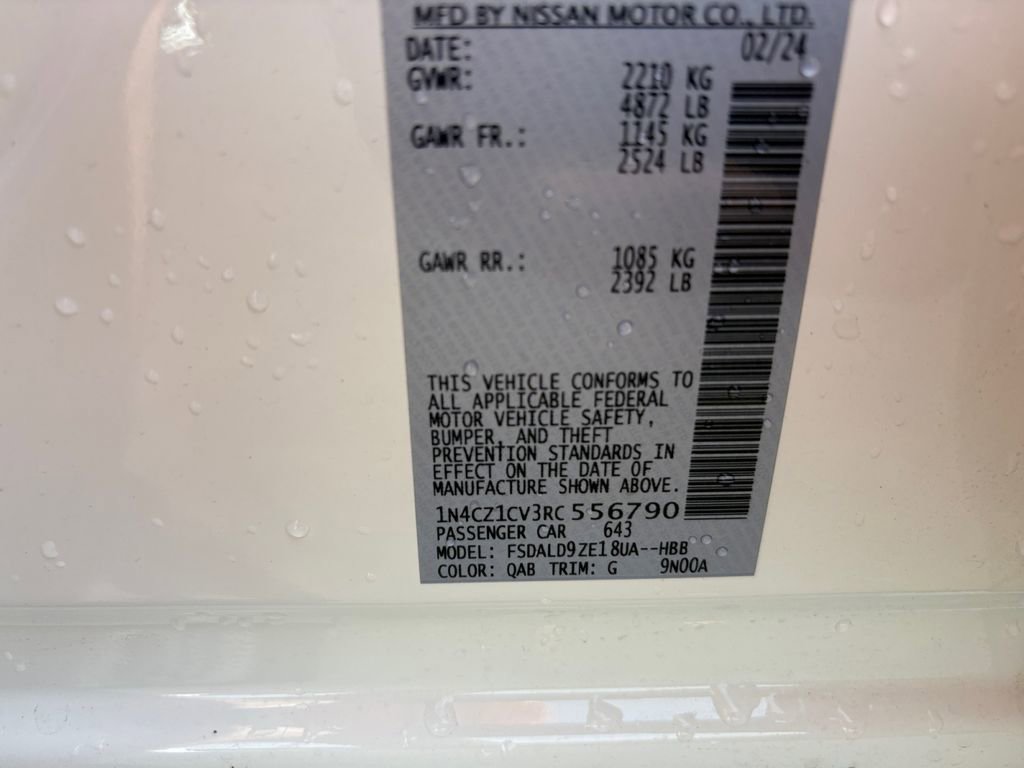 MFD BY NISSAN MOTOR CO., LTD.
DATE: 02/24
GVWR: 2210 KG
4872 LB
GAWR FR.: 1145 KG
2524 LB
GAWR RR.: 1085 KG
2392 LB
THIS VEHICLE CONFORMS TO
ALL APPLICABLE FEDERAL
MOTOR VEHICLE SAFETY,
BUMPER, AND THEFT
PREVENTION STANDARDS IN
EFFECT ON THE DATE OF
MANUFACTURE SHOWN ABOVE.
1N4CZ1CV3RC556790
PASSENGER CAR 643
MODEL: FSDALD9ZE18UA--HBB
COLOR: QAB TRIM: G 9N00A